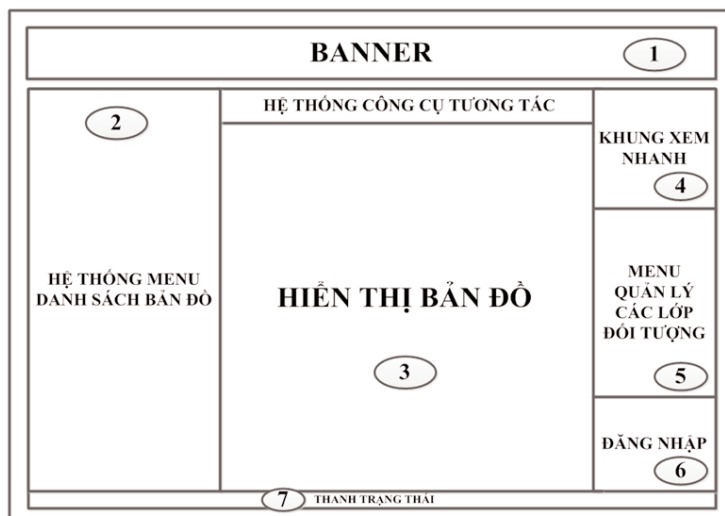 BANNER
1
2
HỆ THỐNG MENU
DANH SÁCH BẢN ĐỒ
HỆ THỐNG CÔNG CỤ TƯƠNG TÁC
HIỂN THỊ BẢN ĐỒ
3
KHUNG XEM
NHANH
4
MENU
QUẢN LÝ
CÁC LỚP
ĐỐI TƯỢNG
5
ĐĂNG NHẬP
6
7
THANH TRẠNG THÁI